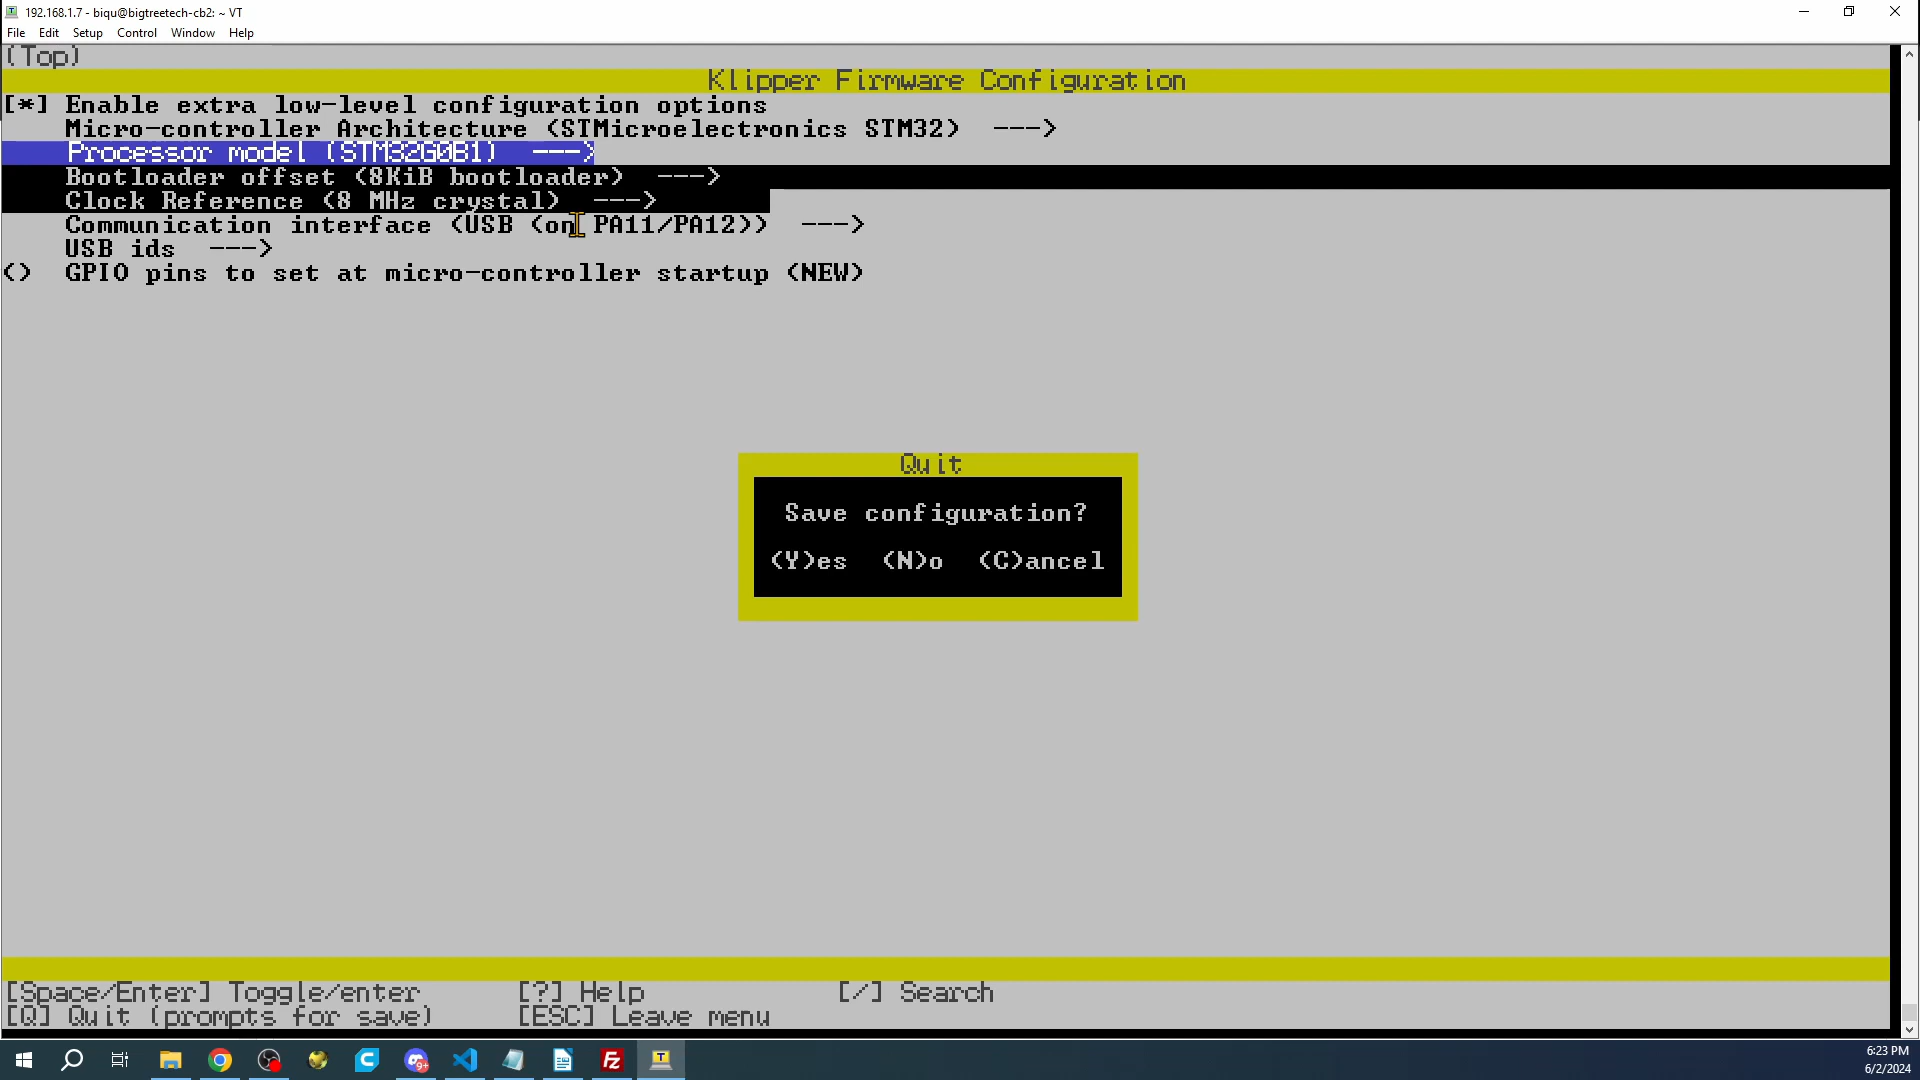 192.168.1.7 - biqu@bigtreetech-cb2: ~ VT
File Edit Setup Control Window Help
(Top)
Klipper Firmware Configuration
[*] Enable extra low-level configuration options
Micro-controller Architecture (STMicroelectronics STM32) --->
Processor model (STM32G0B1) --->
Bootloader offset (8KiB bootloader) --->
Clock Reference (8 MHz crystal) --->
Communication interface (USB (on PA11/PA12)) --->
USB ids --->
() GPIO pins to set at micro-controller startup (NEW)
Quit
Save configuration?
(Y)es (N)o (C)ancel
[Space/Enter] Toggle/enter [?] Help [/] Search
[Q] Quit (prompts for save) [ESC] Leave menu
9+
6:23 PM
6/2/2024